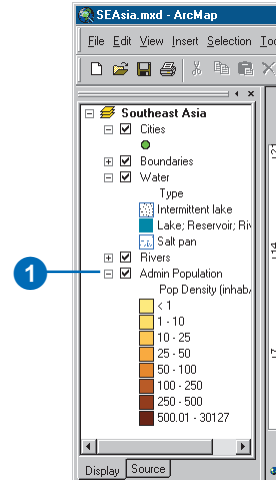 SEAsia.mxd - ArcMap
File Edit View Insert Selection
Southeast Asia
Cities
Boundaries
Water
Type
Intermittent lake
Lake; Reservoir;
Salt pan
Rivers
1
Admin Population
Pop Density
< 1
1 - 10
10 - 25
25 - 50
50 - 100
100 - 250
250 - 500
500.01 - 30127
Display Source